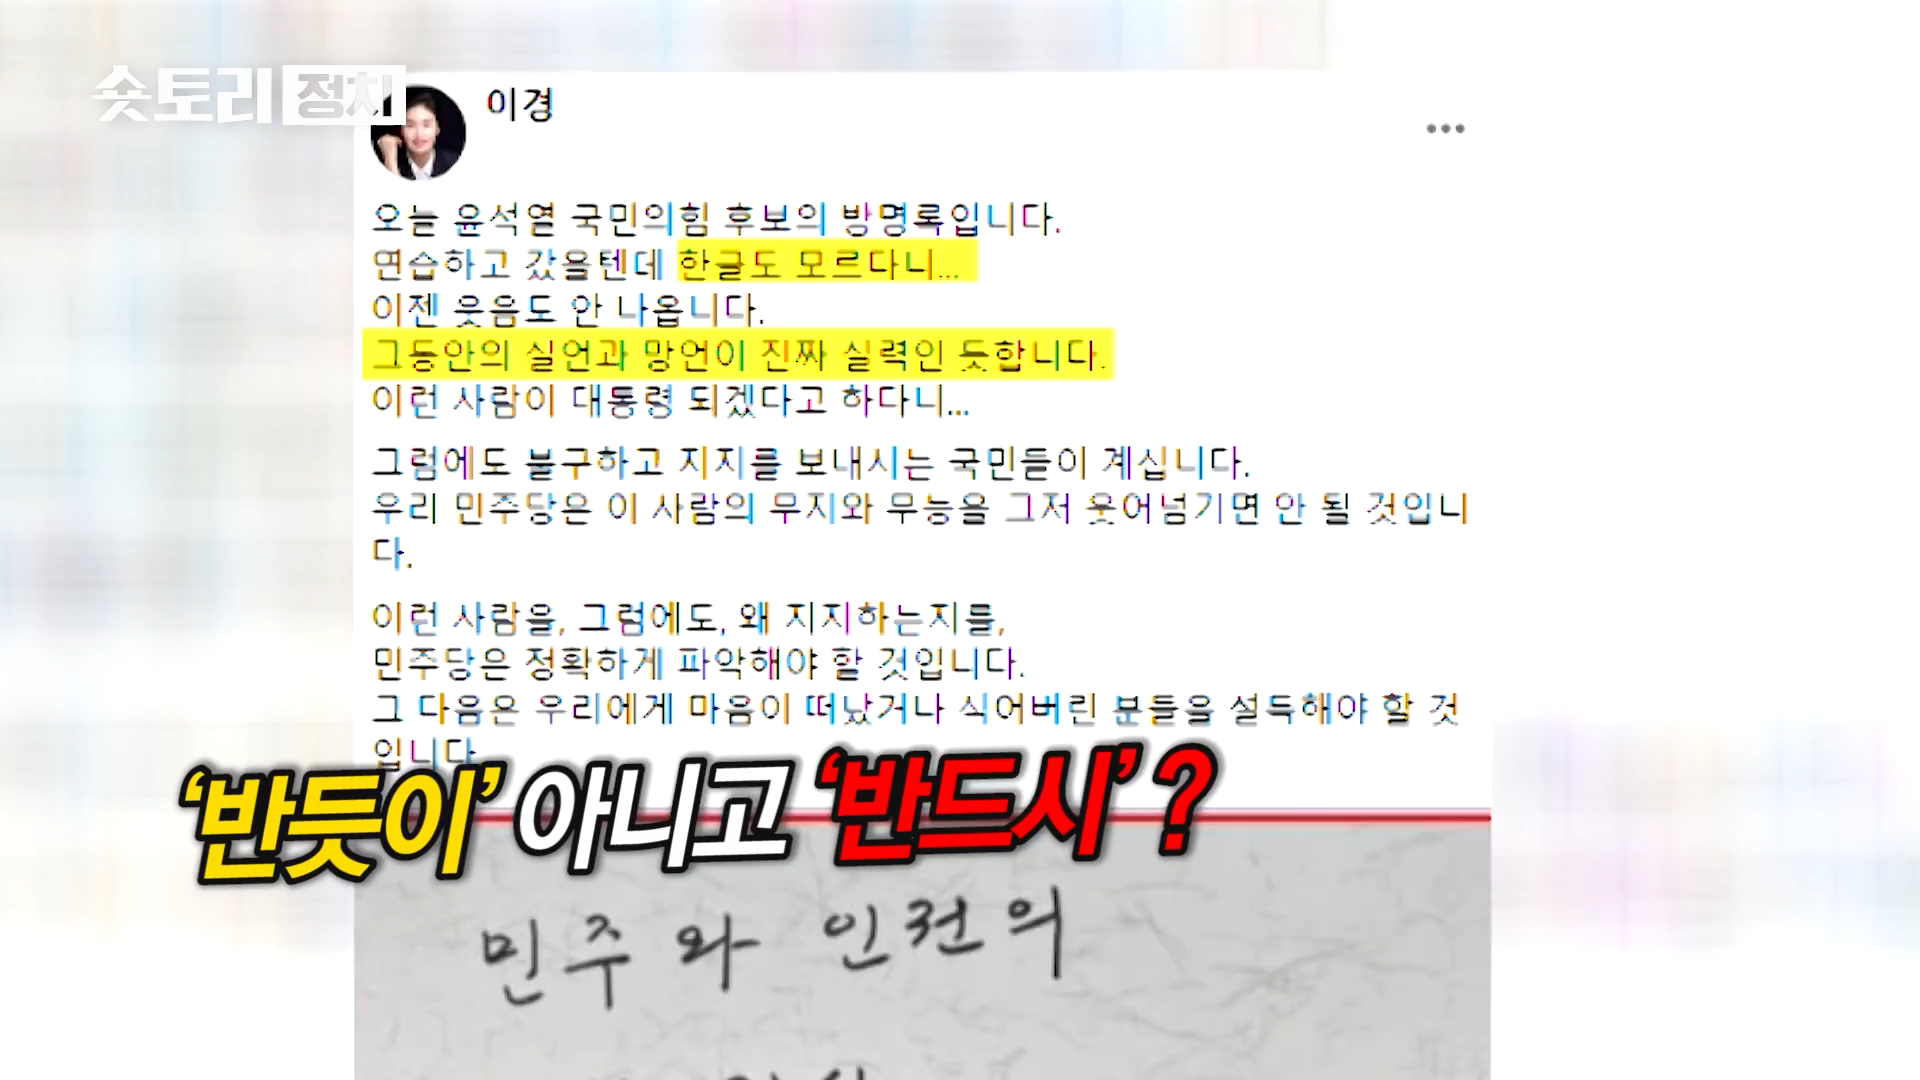 숏토리 정치
이경
오늘 윤석열 국민의힘 후보의 방명록입니다.
연습하고 갔을텐데 한글도 모르다니...
이젠 웃음도 안 나옵니다.
그동안의 실언과 망언이 진짜 실력인 듯합니다.
이런 사람이 대통령 되겠다고 하다니...
그럼에도 불구하고 지지를 보내시는 국민들이 계십니다.
우리 민주당은 이 사람의 무지와 무능을 그저 웃어넘기면 안 될 것입니
다.
이런 사람을, 그럼에도, 왜 지지하는지를,
민주당은 정확하게 파악해야 할 것입니다.
그 다음은 우리에게 마음이 떠났거나 식어버린 분들을 설득해야 할 것
입니다
‘반듯이’ 아니고 ‘반드시’ ?
민주와 인권의